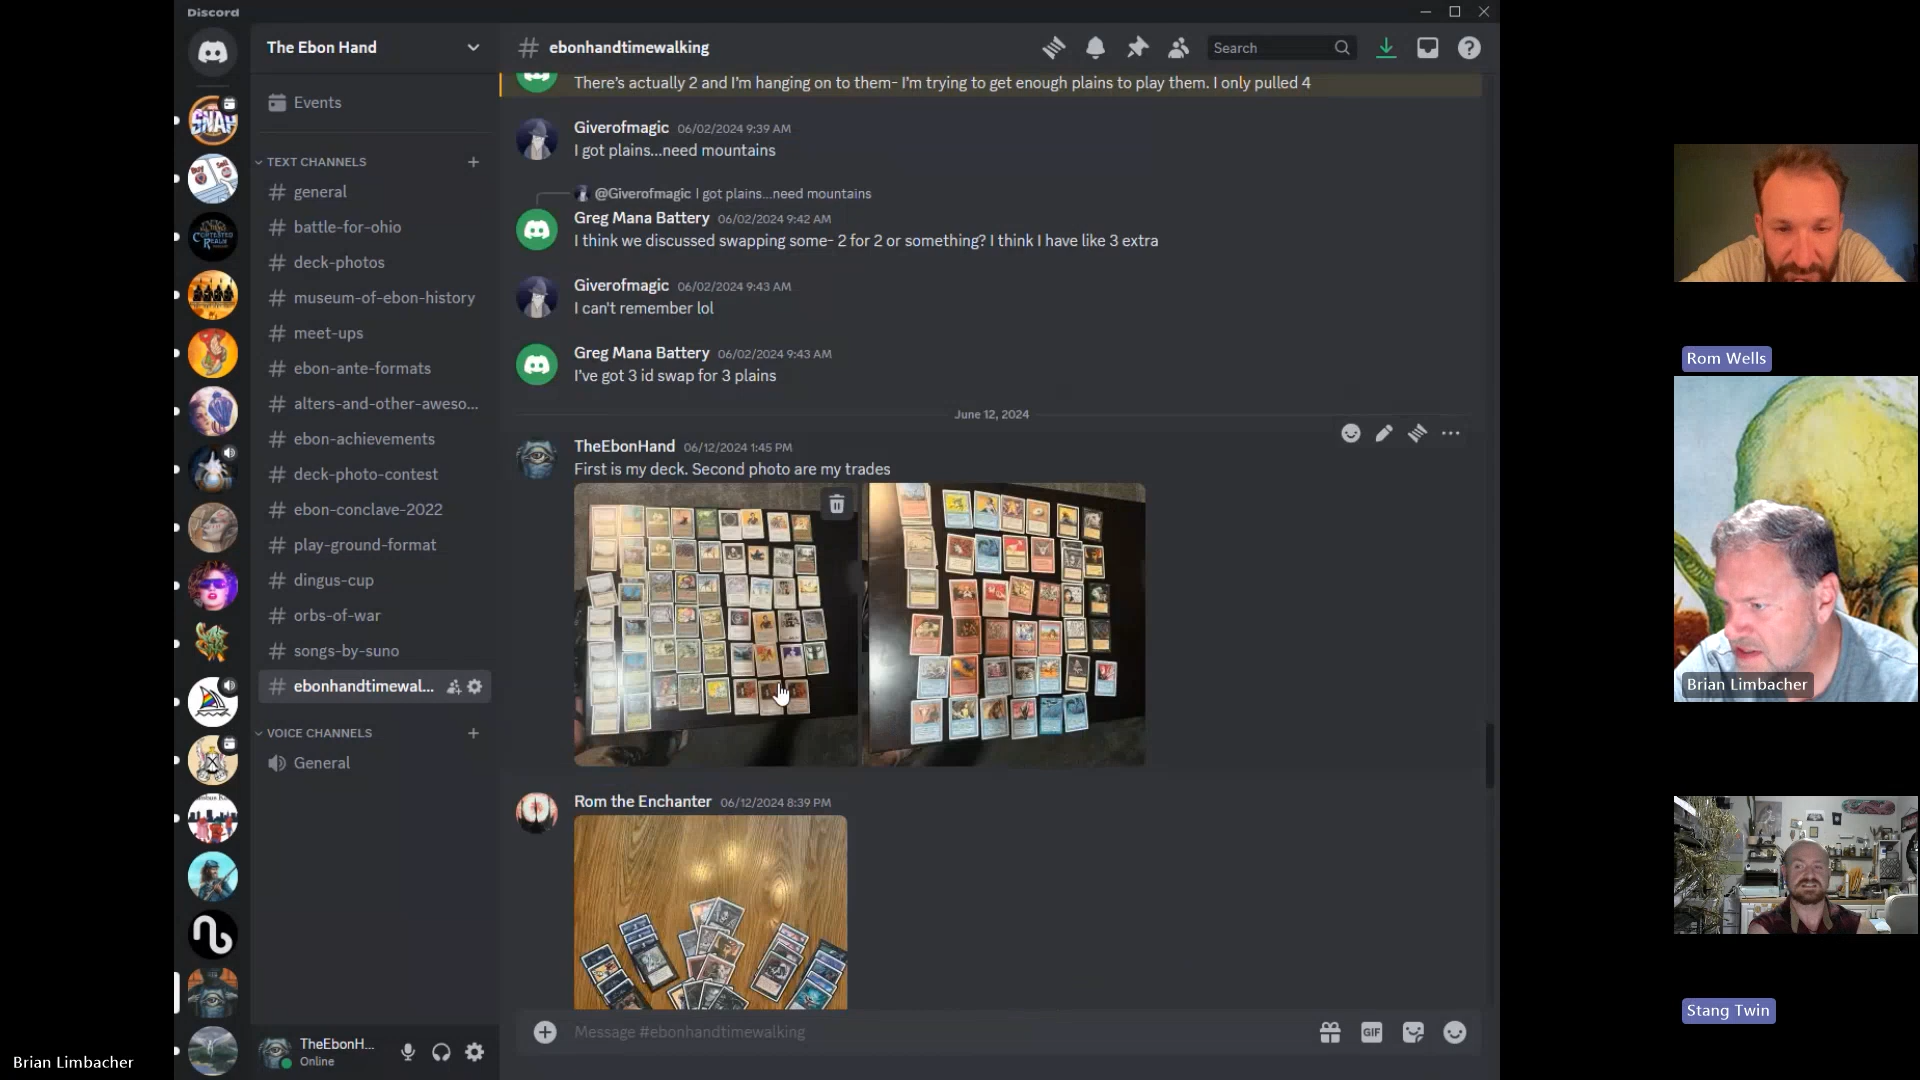 Discord
The Ebon Hand
Events
TEXT CHANNELS
general
battle-for-ohio
deck-photos
museum-of-ebon-history
meet-ups
ebon-ante-formats
alters-and-other-aweso...
ebon-achievements
deck-photo-contest
ebon-conclave-2022
play-ground-format
dingus-cup
orbs-of-war
songs-by-suno
ebonhandtimewal...
VOICE CHANNELS
General
TheEbonH...
Online
ebonhandtimewalking
Search
There's actually 2 and I'm hanging on to them- I'm trying to get enough plains to play them. I only pulled 4
Giverofmagic 06/02/2024 9:39 AM
I got plains...need mountains
@Giverofmagic I got plains...need mountains
Greg Mana Battery 06/02/2024 9:42 AM
I think we discussed swapping some- 2 for 2 or something? I think I have like 3 extra
Giverofmagic 06/02/2024 9:43 AM
I can't remember lol
Greg Mana Battery 06/02/2024 9:43 AM
I've got 3 id swap for 3 plains
June 12, 2024
TheEbonHand 06/12/2024 1:45 PM
First is my deck. Second photo are my trades
Rom the Enchanter 06/12/2024 8:39 PM
Message #ebonhandtimewalking
GIF
Rom Wells
Brian Limbacher
Stang Twin
Brian Limbacher